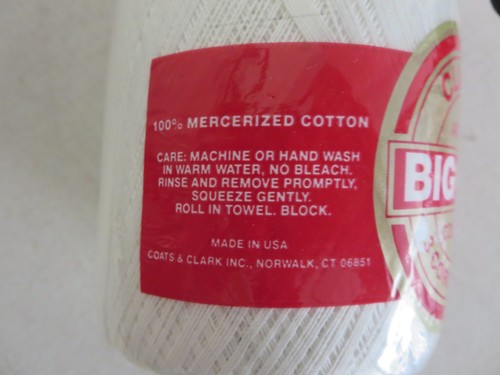 100% MERCERIZED COTTON
CARE: MACHINE OR HAND WASH
IN WARM WATER, NO BLEACH.
RINSE AND REMOVE PROMPTLY,
SQUEEZE GENTLY.
ROLL IN TOWEL. BLOCK.
MADE IN USA
COATS & CLARK INC., NORWALK, CT 06851
BIG